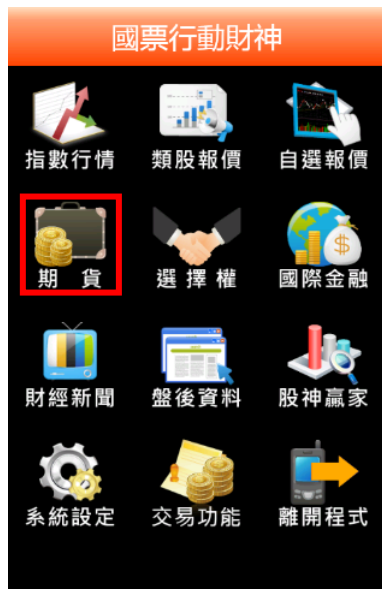 國票行動財神
指數行情
類股報價
自選報價
期 貨
選擇權
國際金融
財經新聞
盤後資料
股神贏家
系統設定
交易功能
離開程式